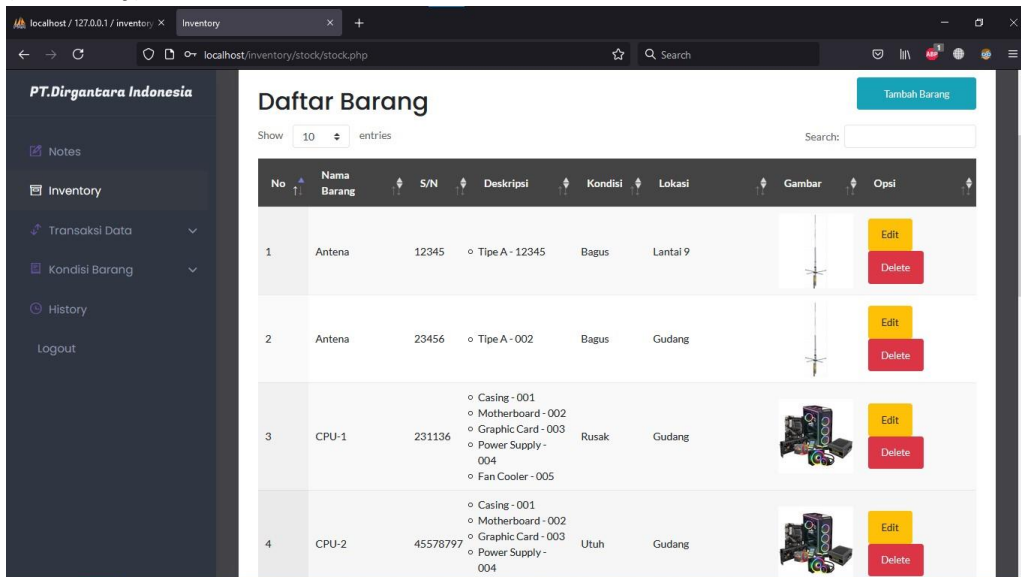 localhost / 127.0.0.1 / inventory
Inventory
localhost/inventory/stock/stock.php
Search
ABP
1
PT.Dirgantara Indonesia
Notes
Inventory
Transaksi Data
Kondisi Barang
History
Logout
Daftar Barang
Tambah Barang
Show 10 entries
Search:
No Nama Barang S/N Deskripsi Kondisi Lokasi Gambar Opsi
1 Antena 12345 Tipe A - 12345 Bagus Lantai 9
Edit
Delete
2 Antena 23456 Tipe A - 002 Bagus Gudang
Edit
Delete
3 CPU-1 231136
Casing - 001
Motherboard - 002
Graphic Card - 003
Power Supply -
004
Fan Cooler - 005
Rusak Gudang
Edit
Delete
4 CPU-2 45578797
Casing - 001
Motherboard - 002
Graphic Card - 003
Power Supply -
004
Utuh Gudang
Edit
Delete